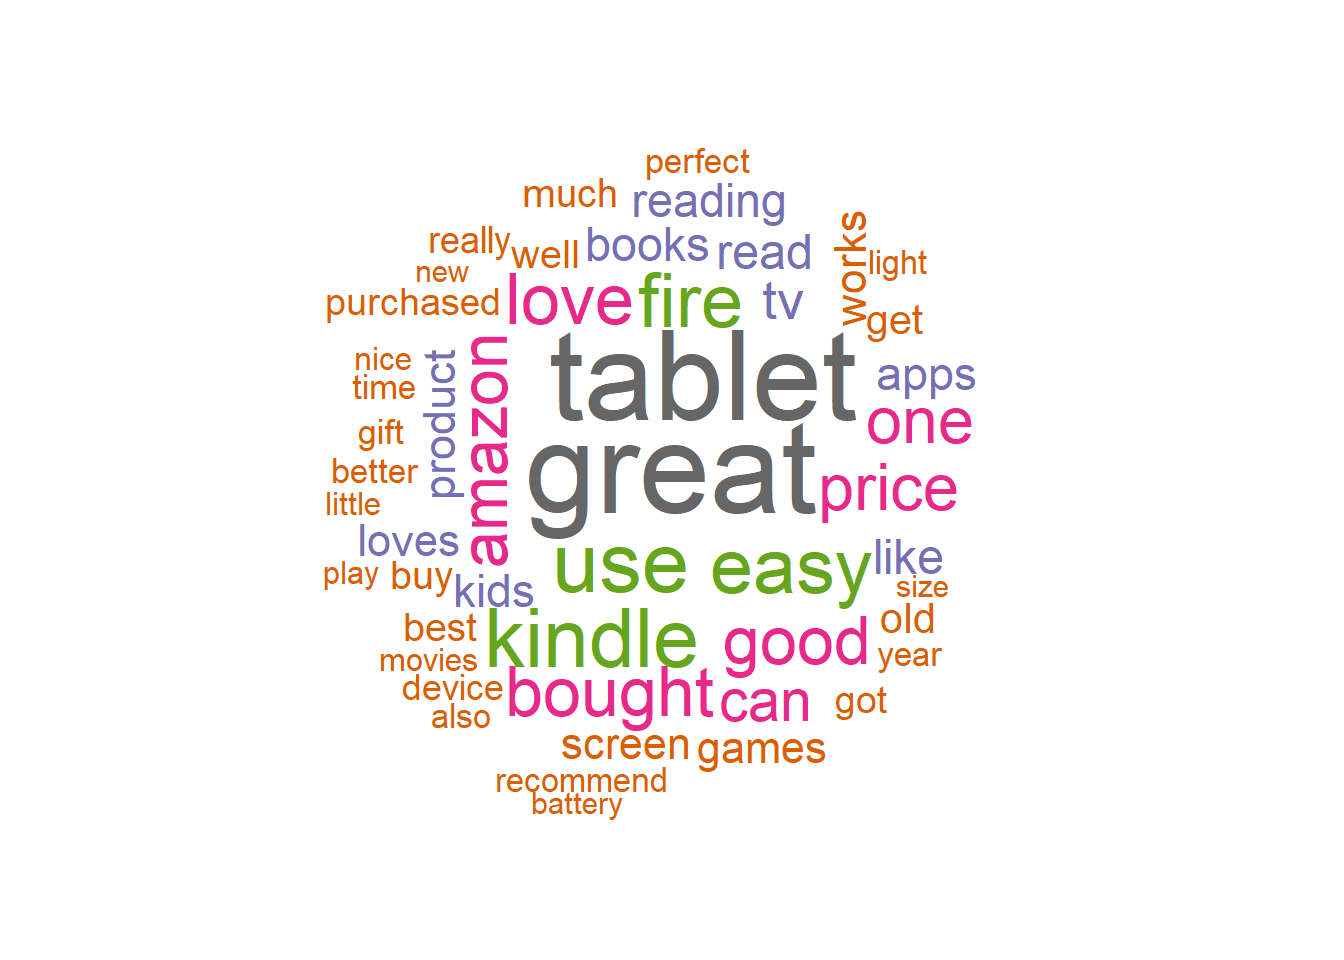 perfect
much
reading
really
well
books
read
works
light
new
purchased
love
fire
tv
get
nice
time
product
amazon
tablet
apps
one
gift
great
price
better
little
loves
use
easy
like
play
buy
kids
size
best
kindle
good
old
movies
year
device
bought
can
got
also
screen
games
recommend
battery